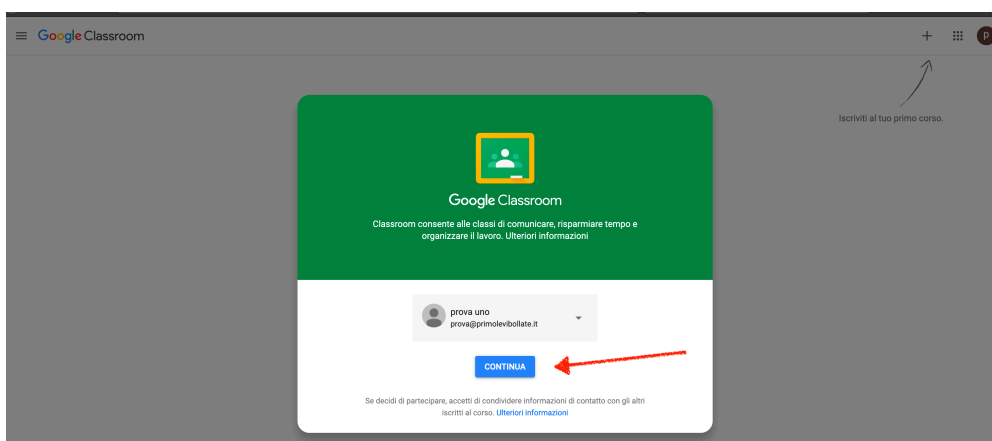 Google Classroom
P
Iscriviti al tuo primo corso.
Google Classroom
Classroom consente alle classi di comunicare, risparmiare tempo e
organizzare il lavoro. Ulteriori informazioni
prova uno
prova@primolevibollate.it
CONTINUA
Se decidi di partecipare, accetti di condividere informazioni di contatto con gli altri
iscritti al corso. Ulteriori informazioni